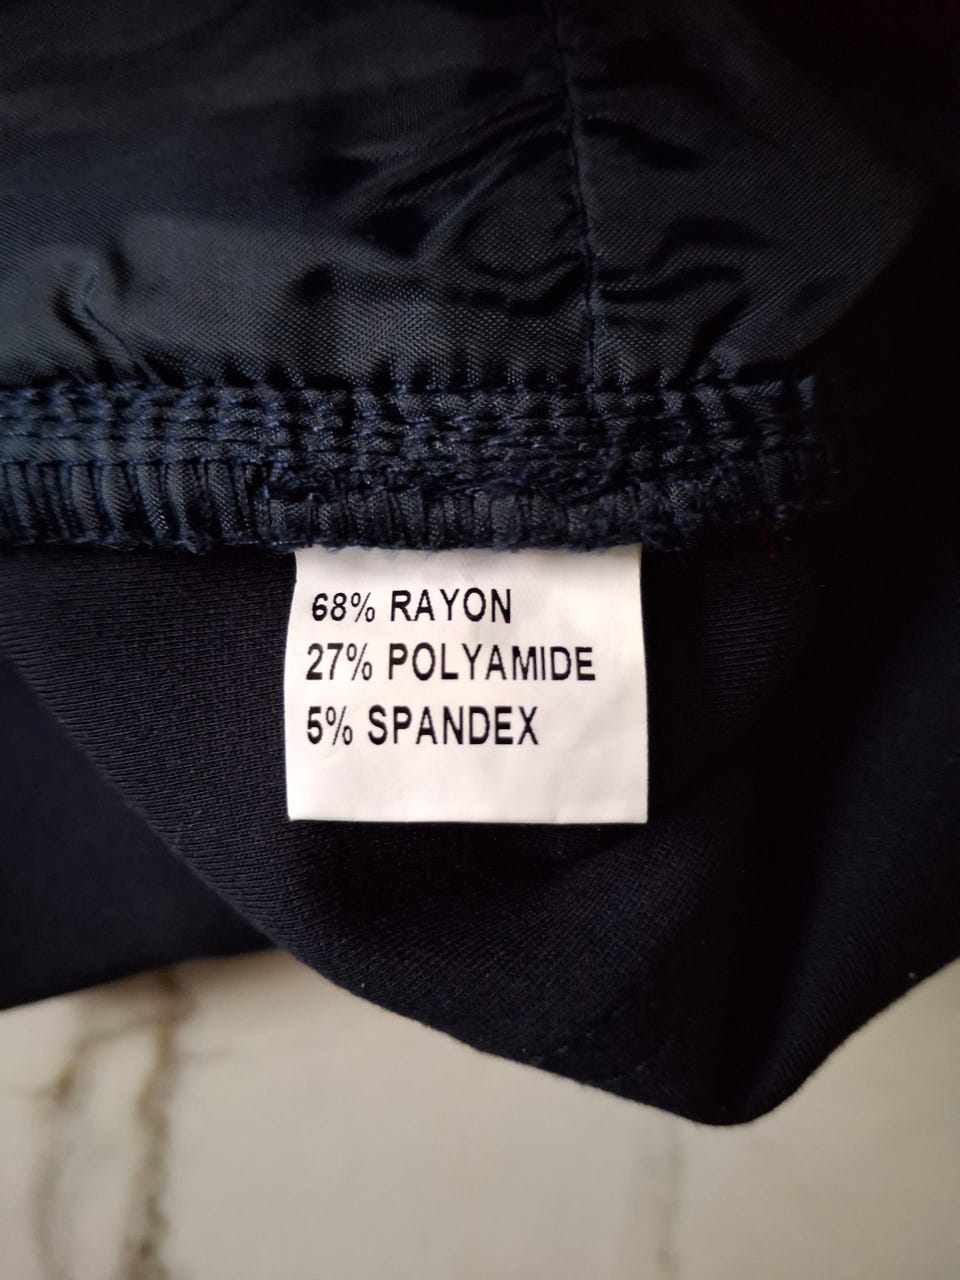 68% RAYON
27% POLYAMIDE
5% SPANDEX